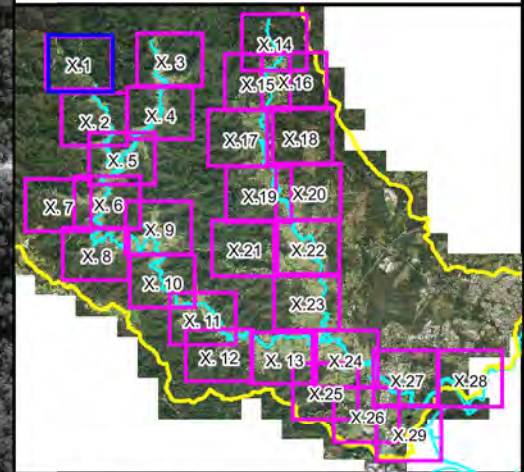 X.14
X.1
X. 3
X.15
X.16
X. 2
X. 4
X.17
X.18
X. 5
X. 7
X. 6
X.19
X.20
X. 9
X. 8
X.21
X.22
X. 10
X.23
X. 11
X. 12
X. 13
X.24
X.27
X.28
X.25
X.26
X.29